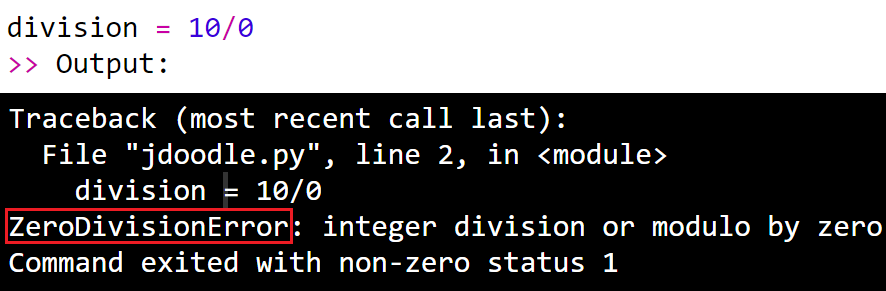 division = 10/0
>> Output:
Traceback (most recent call last):
  File "jdoodle.py", line 2, in <module>
    division = 10/0
ZeroDivisionError: integer division or modulo by zero
Command exited with non-zero status 1